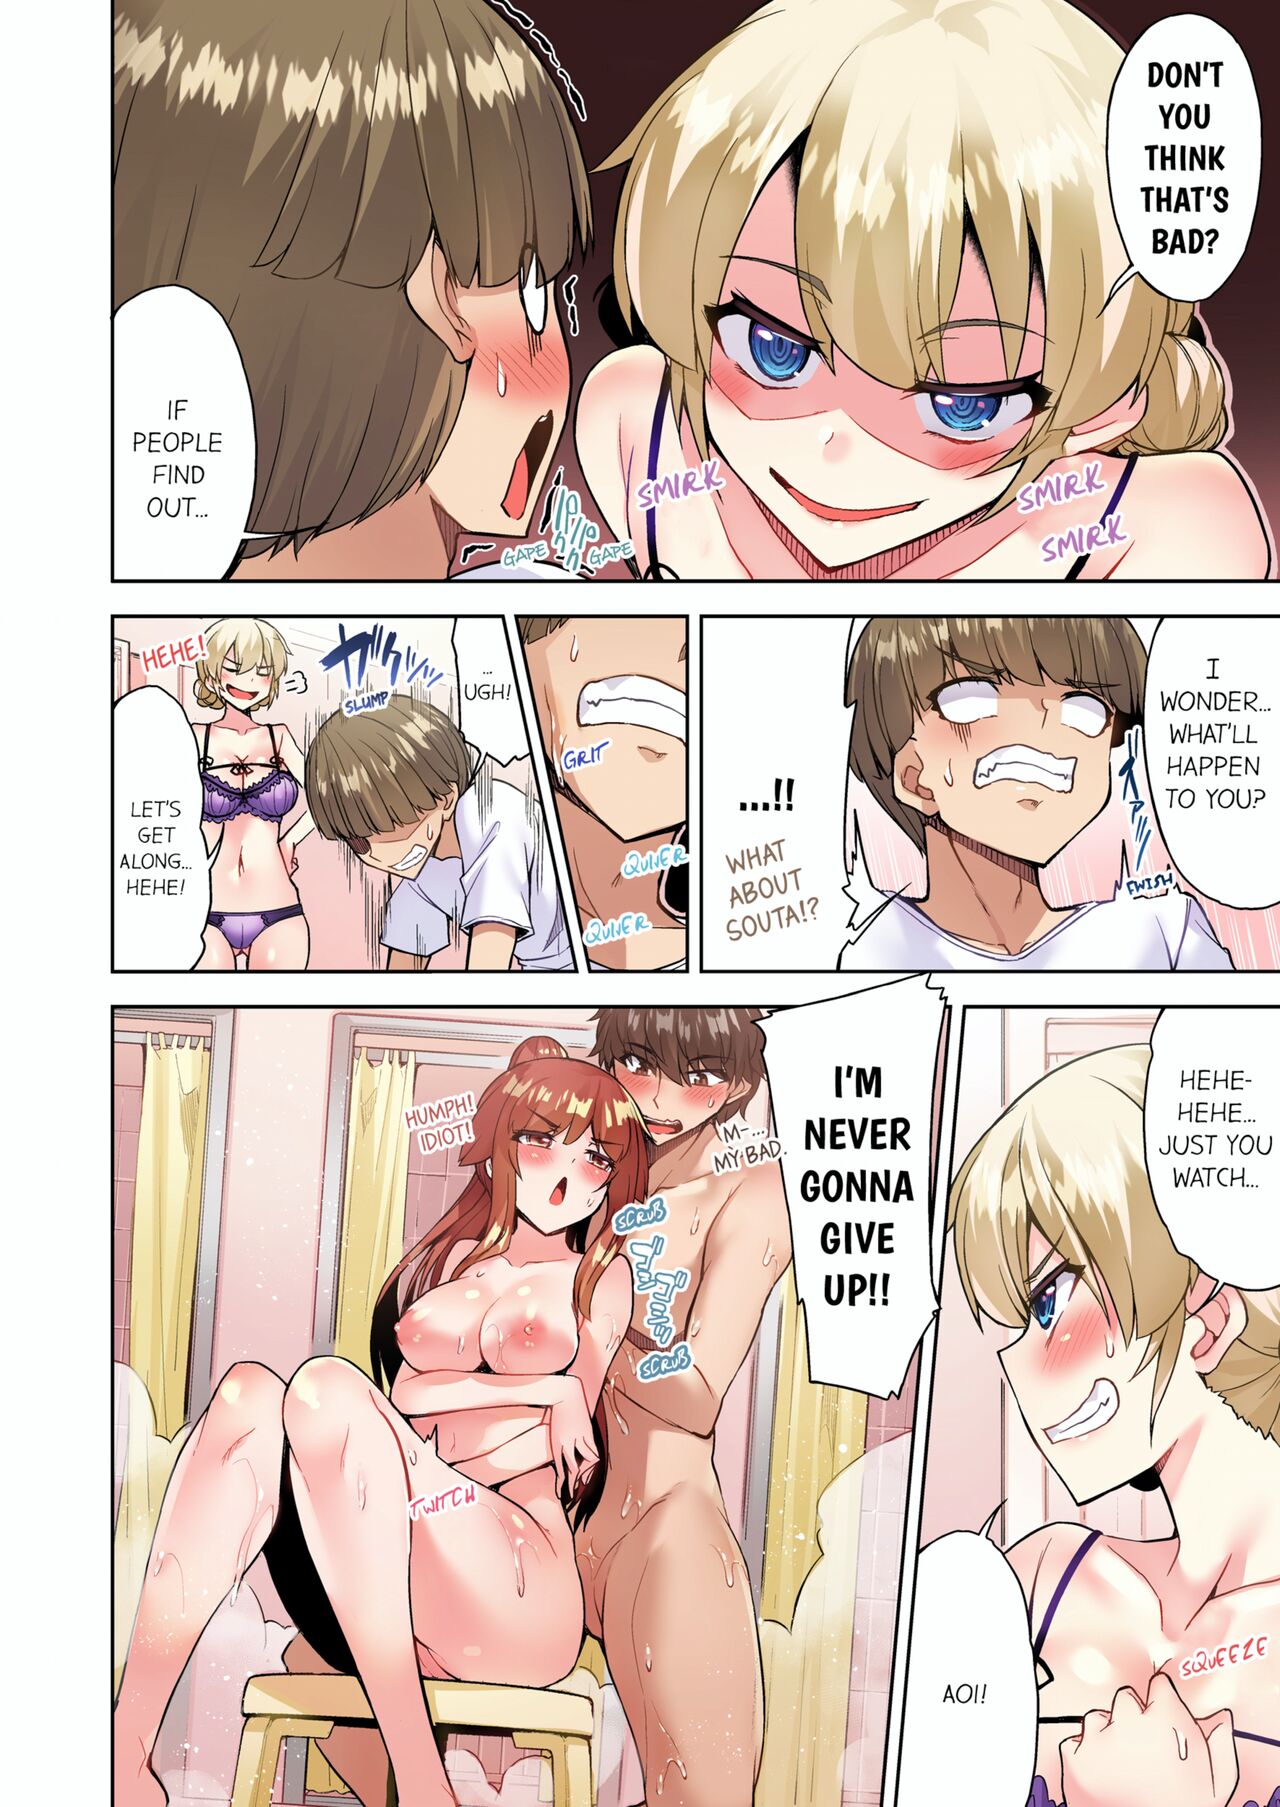 DON'T
YOU
THINK
THAT'S
BAD?
IF
PEOPLE
FIND
OUT...
SMIRK
SMIRK
SMIRK
GAPE
GAPE
I
WONDER...
WHAT'LL
HAPPEN
TO YOU?
FWISH
...!!
WHAT
ABOUT
SOUTA!?
GRIT
QUIVER
QUIVER
...
UGH!
SLUMP
HEHE!
LET'S
GET
ALONG...
HEHE!
HEHE-
HEHE...
JUST YOU
WATCH...
SQUEEZE
AOI!
I'M
NEVER
GONNA
GIVE
UP!!
M-...
MY BAD.
HUMPH!
IDIOT!
SCRUB
SCRUB
TWITCH